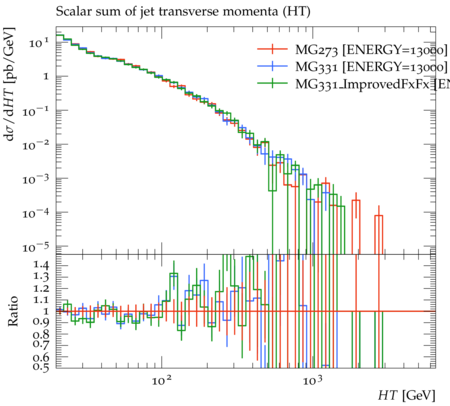 Scalar sum of jet transverse momenta (HT)
MG273 [ENERGY=13000]
MG331 [ENERGY=13000]
MG331.ImprovedFxFx [EN
dσ/dHT [pb/GeV]
10¹
1
10⁻¹
10⁻²
10⁻³
10⁻⁴
10⁻⁵
Ratio
1.4
1.3
1.2
1.1
1
0.9
0.8
0.7
0.6
0.5
10² 10³
HT [GeV]